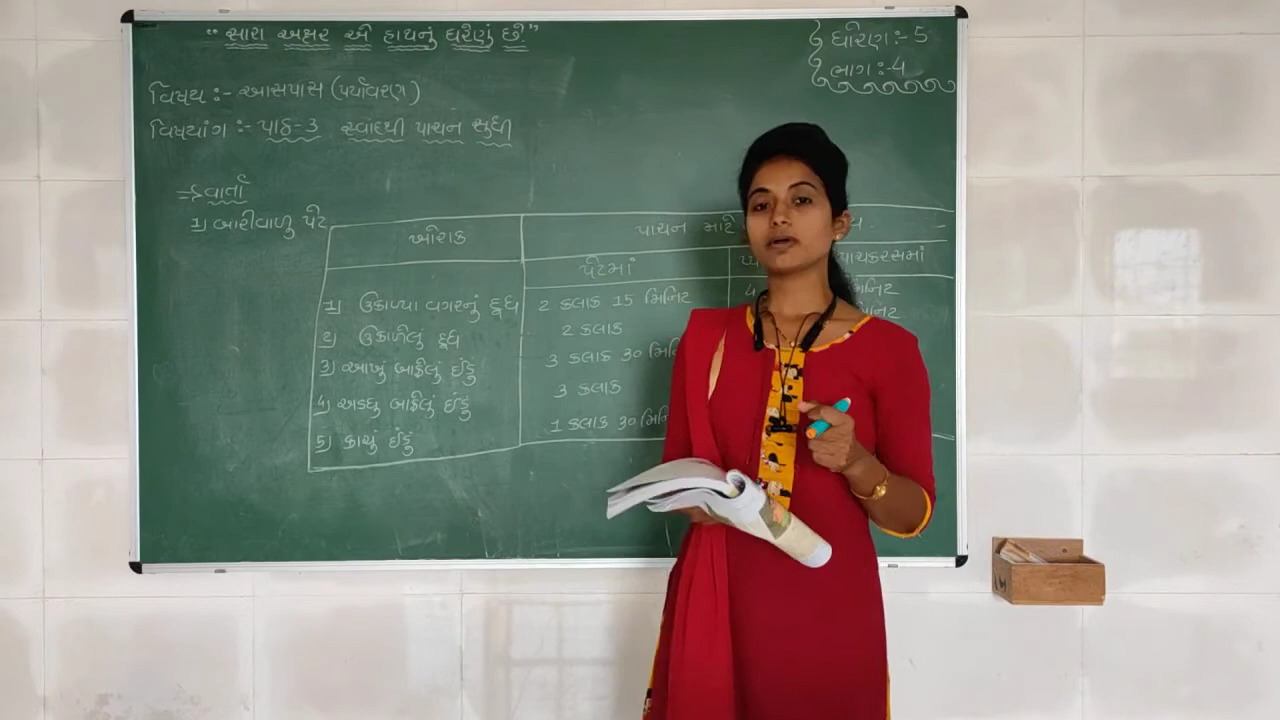 “ સારા અક્ષર એ હાથનું ઘરેણું છે ”
ધોરણ :- 5
ભાગ :- 4
વિષય :- આસપાસ (પર્યાવરણ)
વિષયાંગ :- પાઠ-3 સ્વાદથી પાચન સુધી
⇒ વાર્તા
1) બારીવાળુ પેટ
ખોરાક પાચન માટે
પેટમાં પાચકરસમાં
1) ઉકાળ્યા વગરનું દૂધ 2 કલાક 15 મિનિટ 4
2) ઉકાળેલું દૂધ 2 કલાક
3) આખુ બાફેલું ઈંડુ 3 કલાક 30
4) અડધુ બાફેલું ઈંડું 3 કલાક
5) કાચું ઈંડું 1 કલાક 30